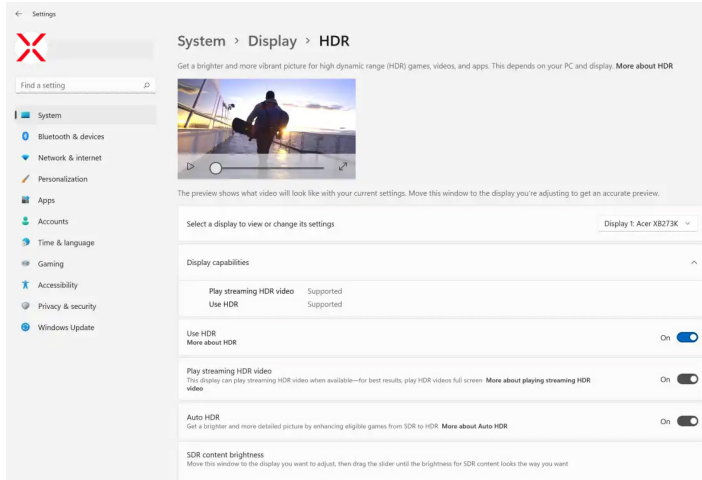 Settings
System > Display > HDR
Get a brighter and more vibrant picture for high dynamic range (HDR) games, videos, and apps. This depends on your PC and display. More about HDR
Find a setting
System
Bluetooth & devices
Network & internet
Personalization
Apps
Accounts
Time & language
Gaming
Accessibility
Privacy & security
Windows Update
The preview shows what video will look like with your current settings. Move this window to the display you're adjusting to get an accurate preview.
Select a display to view or change its settings
Display 1: Acer XB273K
Display capabilities
Play streaming HDR video Supported
Use HDR Supported
Use HDR
More about HDR
On
Play streaming HDR video
This display can play streaming HDR video when available—for best results, play HDR videos full screen More about playing streaming HDR
video
On
Auto HDR
Get a brighter and more detailed picture by enhancing eligible games from SDR to HDR More about Auto HDR
On
SDR content brightness
Move this window to the display you want to adjust, then drag the slider until the brightness for SDR content looks the way you want